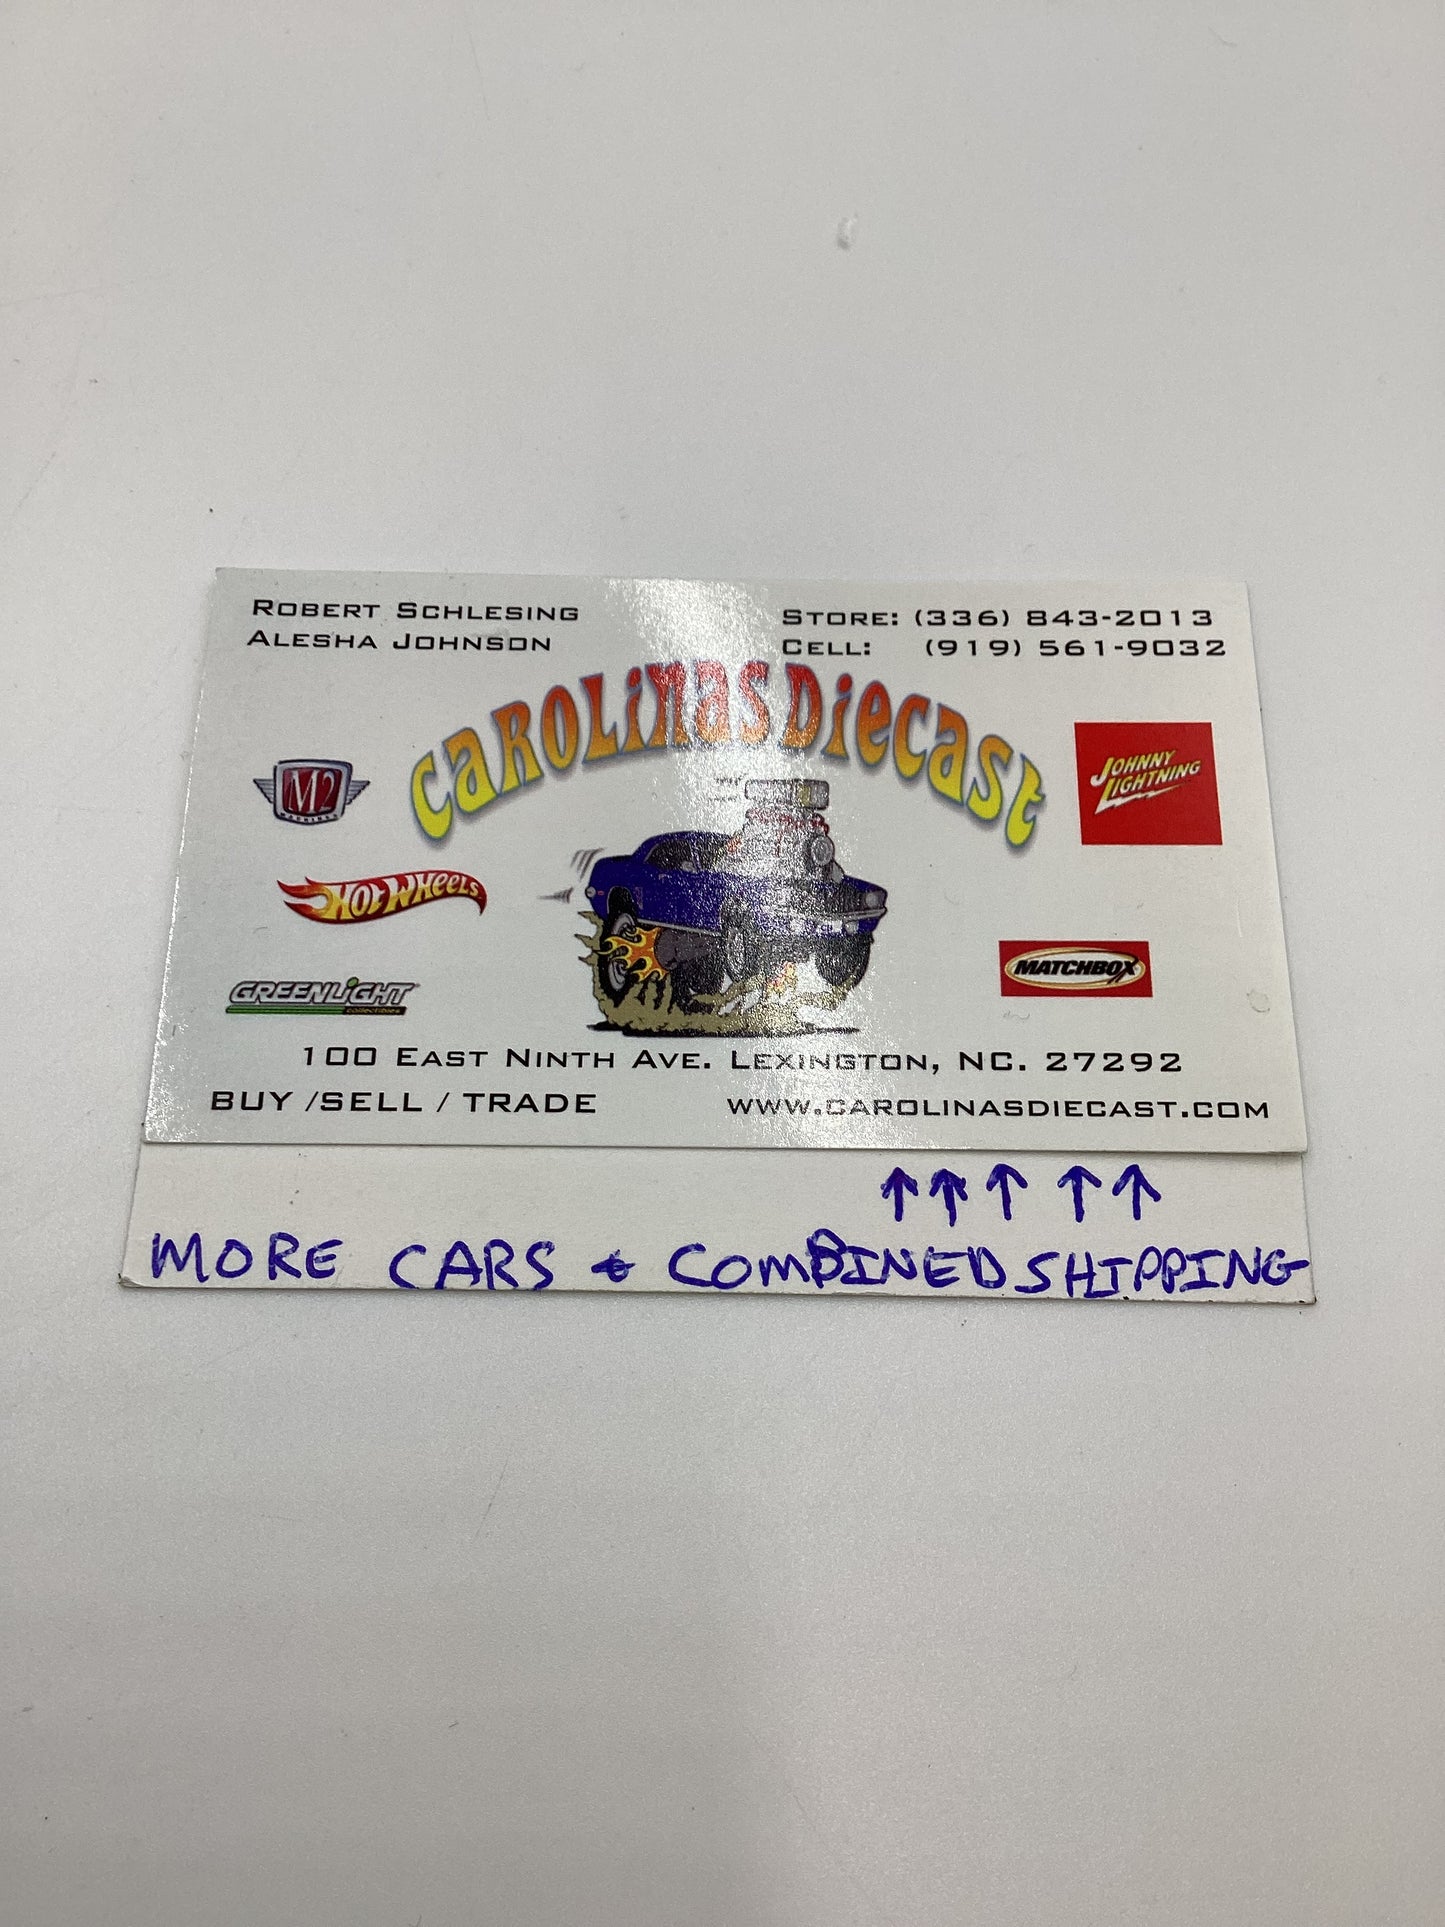 ROBERT SCHLESING
ALESHA JOHNSON
STORE: (336) 843-2013
CELL: (919) 561-9032
CAROLINAS DIECAST
M2
MACHINES
JOHNNY
LIGHTNING
HOT WHEELS
MATCHBOX
GREENLIGHT
collectibles
100 EAST NINTH AVE. LEXINGTON, NC. 27292
BUY /SELL / TRADE
WWW.CAROLINASDIECAST.COM
↑ ↑ ↑ ↑ ↑
MORE CARS & COMBINED SHIPPING